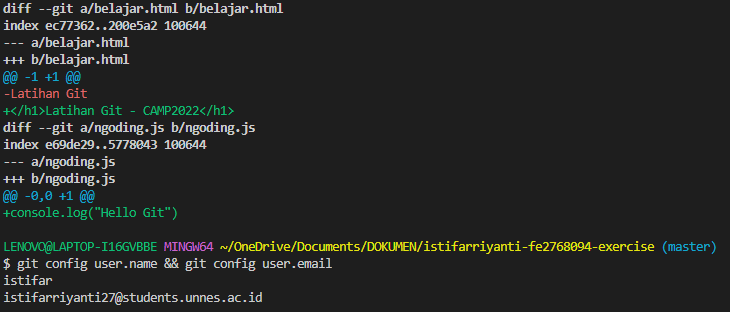 diff --git a/belajar.html b/belajar.html
index ec77362..200e5a2 100644
--- a/belajar.html
+++ b/belajar.html
@@ -1 +1 @@
-Latihan Git
+</h1>Latihan Git - CAMP2022</h1>
diff --git a/ngoding.js b/ngoding.js
index e69de29..5778043 100644
--- a/ngoding.js
+++ b/ngoding.js
@@ -0,0 +1 @@
+console.log("Hello Git")
LENOVO@LAPTOP-I16GVBBE MINGW64 ~/OneDrive/Documents/DOKUMEN/istifarriyanti-fe2768094-exercise (master)
$ git config user.name && git config user.email
istifar
istifarriyanti27@students.unnes.ac.id